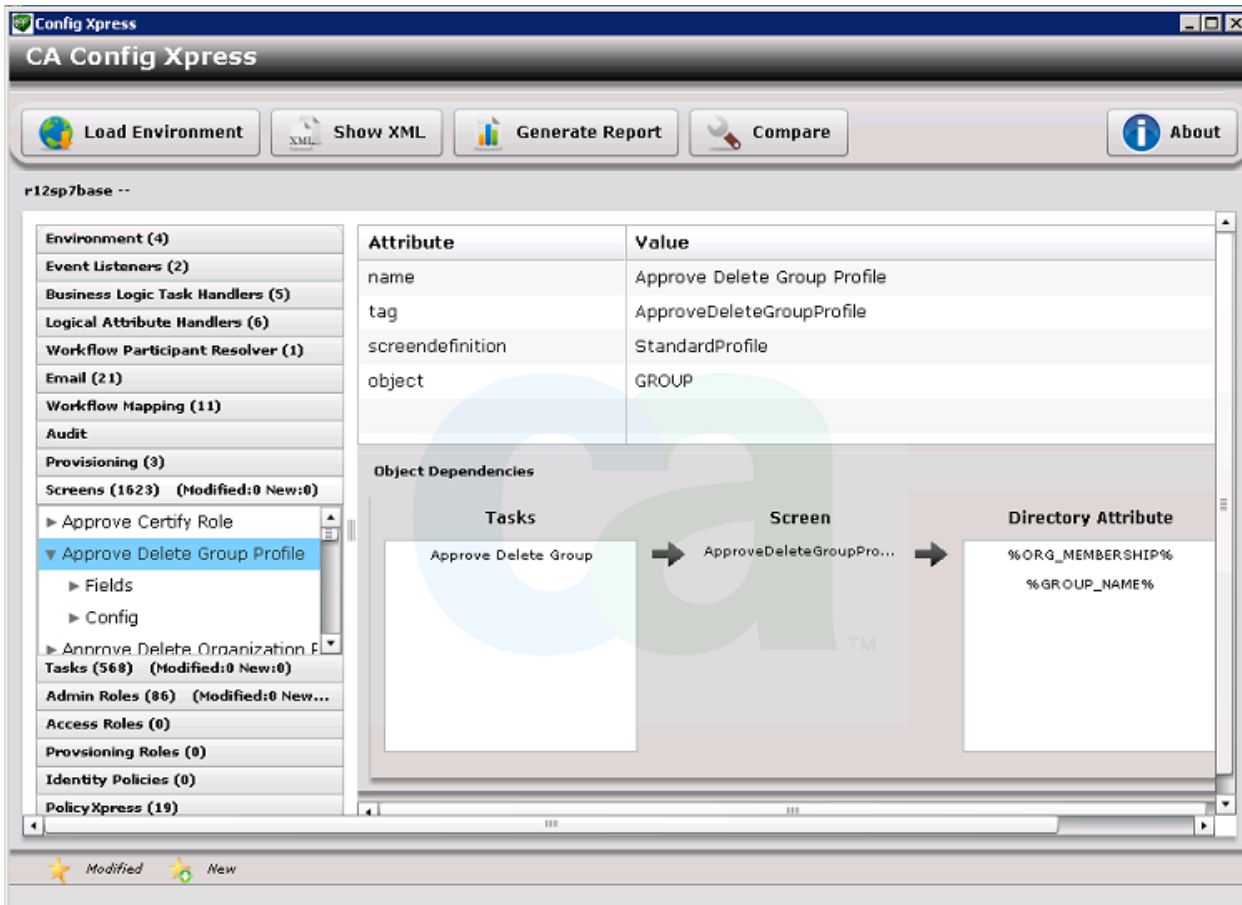 Config Xpress
CA Config Xpress
Load Environment
XML
Show XML
Generate Report
Compare
About
r12sp7base --
Environment (4)
Event Listeners (2)
Business Logic Task Handlers (5)
Logical Attribute Handlers (6)
Workflow Participant Resolver (1)
Email (21)
Workflow Mapping (11)
Audit
Provisioning (3)
Screens (1623) (Modified:0 New:0)
Approve Certify Role
Approve Delete Group Profile
Fields
Config
Approve Delete Organization
Tasks (568) (Modified:0 New:0)
Admin Roles (86) (Modified:0 New...
Access Roles (0)
Provsioning Roles (0)
Identity Policies (0)
PolicyXpress (19)
Attribute Value
name Approve Delete Group Profile
tag ApproveDeleteGroupProfile
screendefinition StandardProfile
object GROUP
ca
TM
Object Dependencies
Tasks Screen Directory Attribute
Approve Delete Group ApproveDeleteGroupPro... %ORG_MEMBERSHIP%
%GROUP_NAME%
Modified New